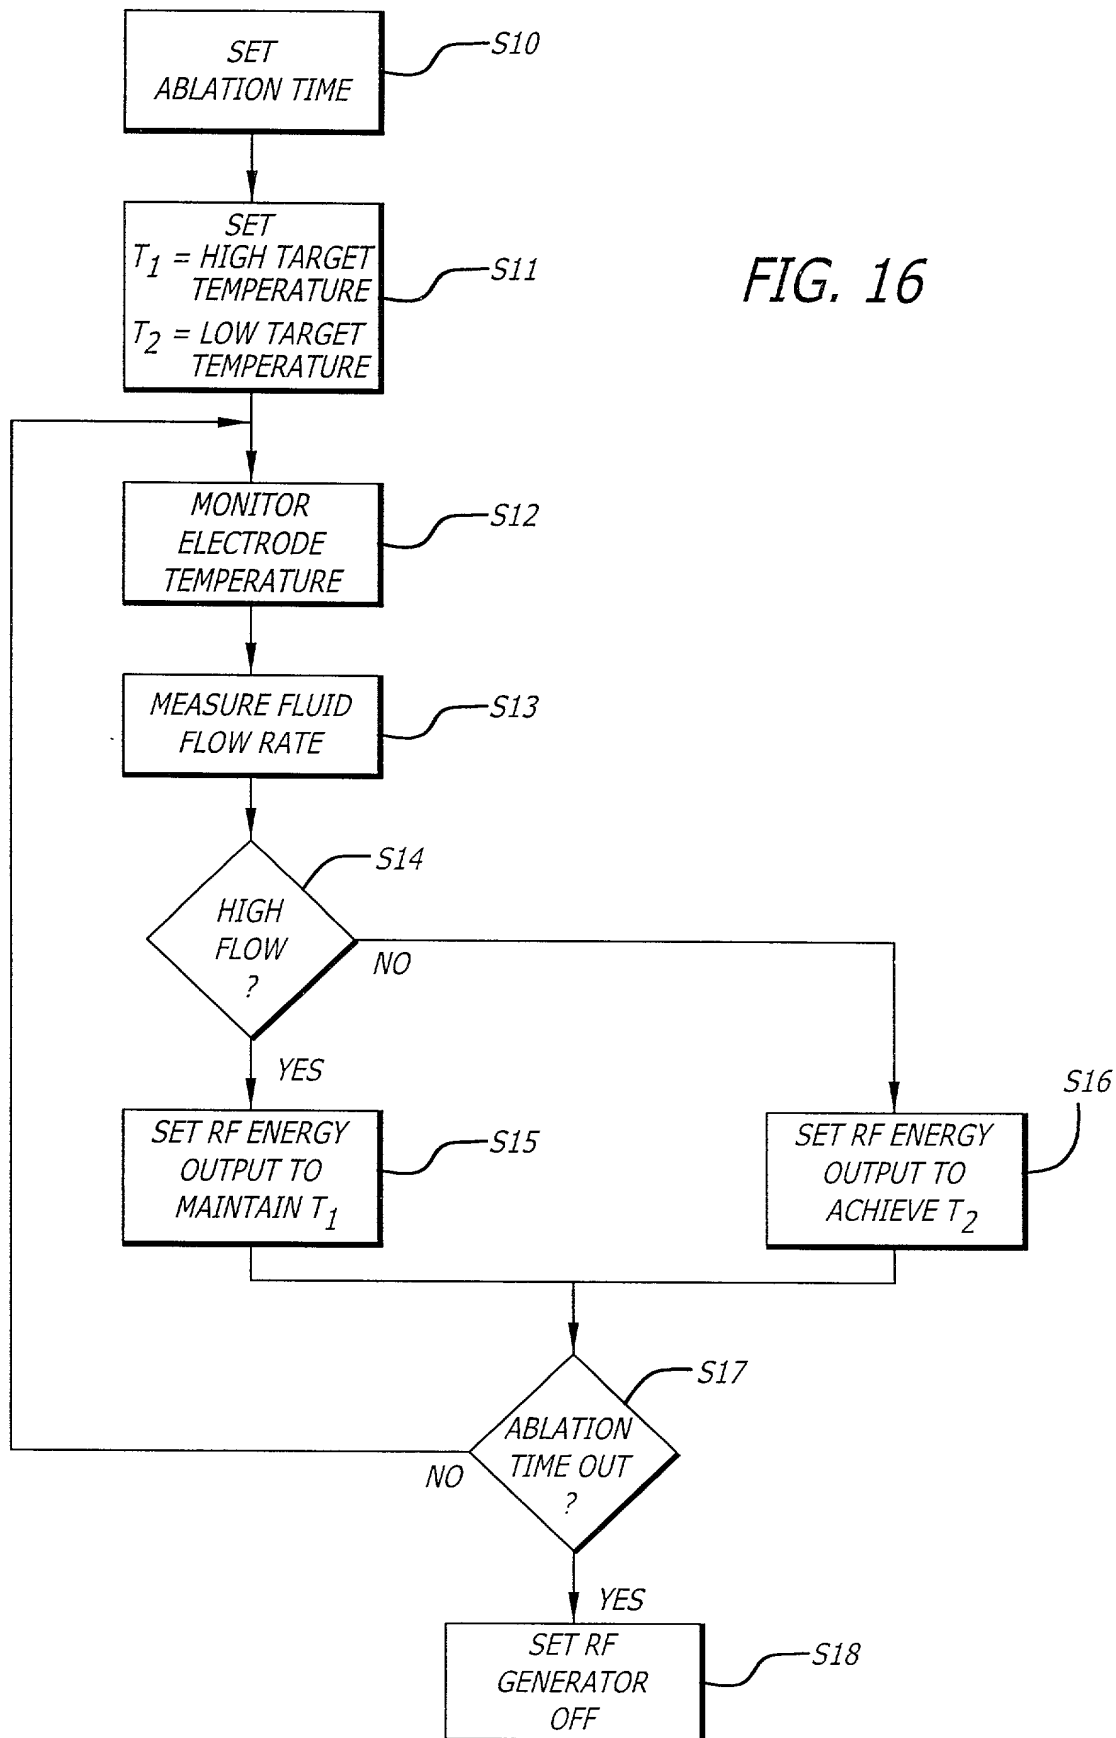 SET
ABLATION TIME
S10
SET
T1 = HIGH TARGET
TEMPERATURE
T2 = LOW TARGET
TEMPERATURE
S11
FIG. 16
MONITOR
ELECTRODE
TEMPERATURE
S12
MEASURE FLUID
FLOW RATE
S13
HIGH
FLOW
?
S14
NO
YES
SET RF ENERGY
OUTPUT TO
MAINTAIN T1
S15
SET RF ENERGY
OUTPUT TO
ACHIEVE T2
S16
ABLATION
TIME OUT
?
S17
NO
YES
SET RF
GENERATOR
OFF
S18